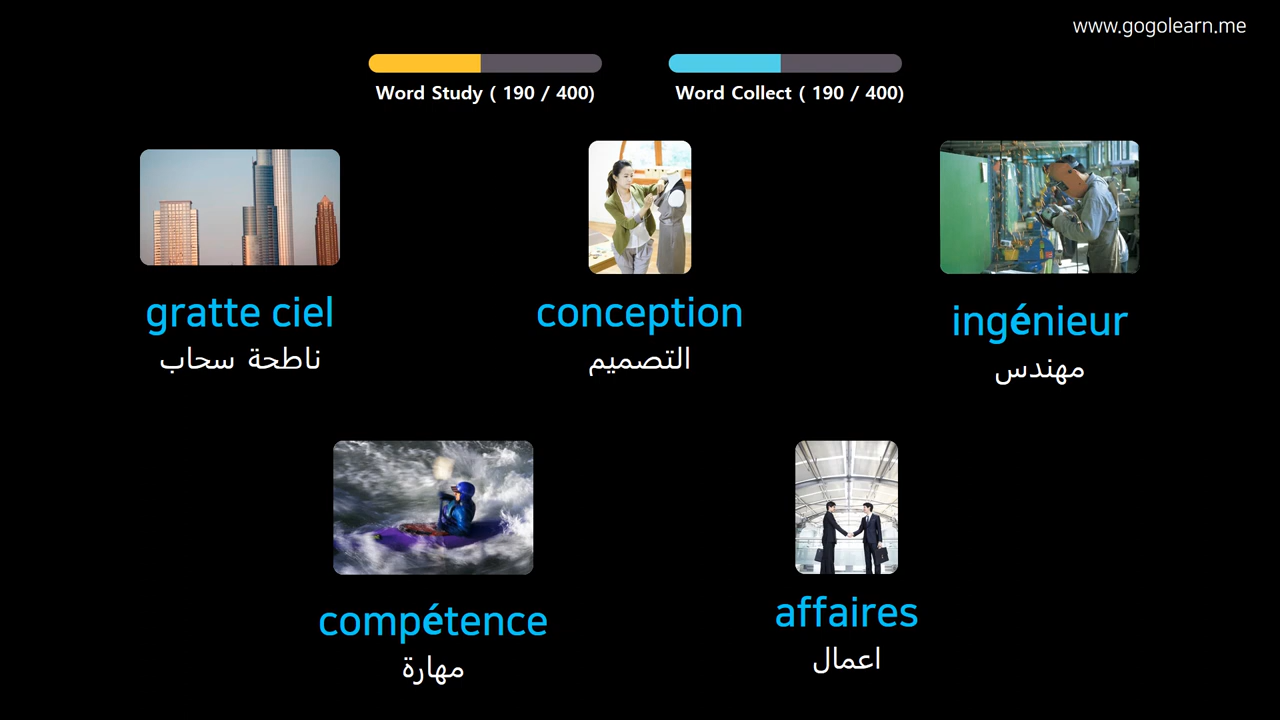 www.gogolearn.me
Word Study ( 190 / 400)
Word Collect ( 190 / 400)
gratte ciel
ناطحة سحاب
conception
التصميم
ingénieur
مهندس
compétence
مهارة
affaires
اعمال